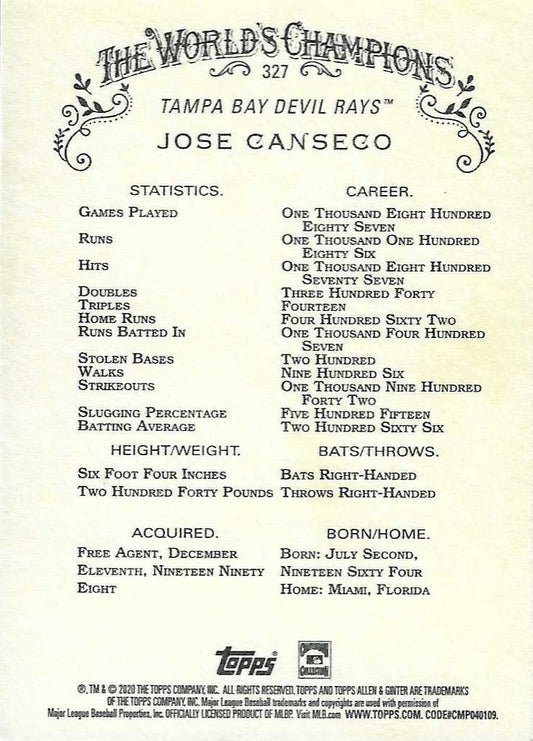 THE WORLD'S CHAMPIONS
327
TAMPA BAY DEVIL RAYS™
JOSE CANSECO
STATISTICS. CAREER.
GAMES PLAYED ONE THOUSAND EIGHT HUNDRED
EIGHTY SEVEN
RUNS ONE THOUSAND ONE HUNDRED
EIGHTY SIX
HITS ONE THOUSAND EIGHT HUNDRED
SEVENTY SEVEN
DOUBLES THREE HUNDRED FORTY
TRIPLES FOURTEEN
HOME RUNS FOUR HUNDRED SIXTY TWO
RUNS BATTED IN ONE THOUSAND FOUR HUNDRED
SEVEN
STOLEN BASES TWO HUNDRED
WALKS NINE HUNDRED SIX
STRIKEOUTS ONE THOUSAND NINE HUNDRED
FORTY TWO
SLUGGING PERCENTAGE FIVE HUNDRED FIFTEEN
BATTING AVERAGE TWO HUNDRED SIXTY SIX
HEIGHT/WEIGHT. BATS/THROWS.
SIX FOOT FOUR INCHES BATS RIGHT-HANDED
TWO HUNDRED FORTY POUNDS THROWS RIGHT-HANDED
ACQUIRED. BORN/HOME.
FREE AGENT, DECEMBER BORN: JULY SECOND,
ELEVENTH, NINETEEN NINETY NINETEEN SIXTY FOUR
EIGHT HOME: MIAMI, FLORIDA
topps®
®, TM & © 2020 THE TOPPS COMPANY, INC. ALL RIGHTS RESERVED. TOPPS AND TOPPS ALLEN & GINTER ARE TRADEMARKS
OF THE TOPPS COMPANY, INC. Major League Baseball trademarks and copyrights are used with permission of
Major League Baseball Properties, Inc. OFFICIALLY LICENSED PRODUCT OF MLBP. Visit MLB.com WWW.TOPPS.COM. CODE#CMP040109.